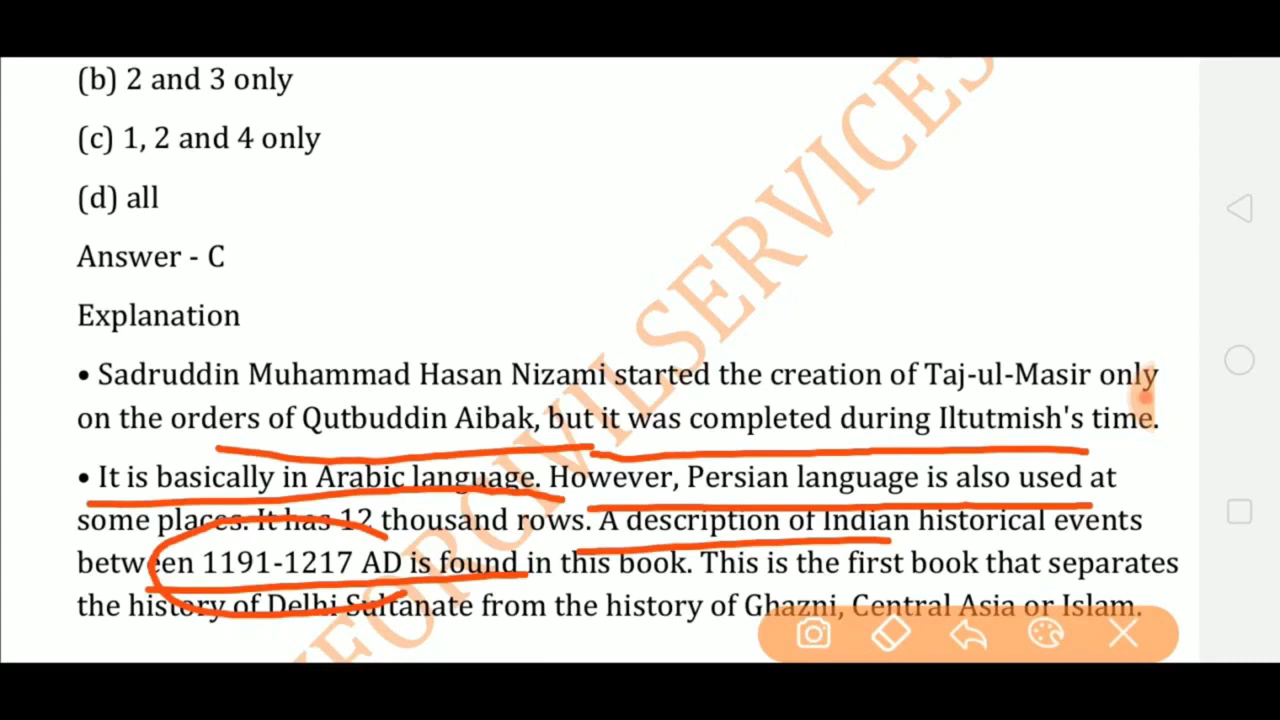 (b) 2 and 3 only
(c) 1, 2 and 4 only
(d) all
Answer - C
Explanation
• Sadruddin Muhammad Hasan Nizami started the creation of Taj-ul-Masir only
on the orders of Qutbuddin Aibak, but it was completed during Iltutmish's time.
• It is basically in Arabic language. However, Persian language is also used at
some places. It has 12 thousand rows. A description of Indian historical events
between 1191-1217 AD is found in this book. This is the first book that separates
the history of Delhi Sultanate from the history of Ghazni, Central Asia or Islam.
EFORCIVILSERVICES